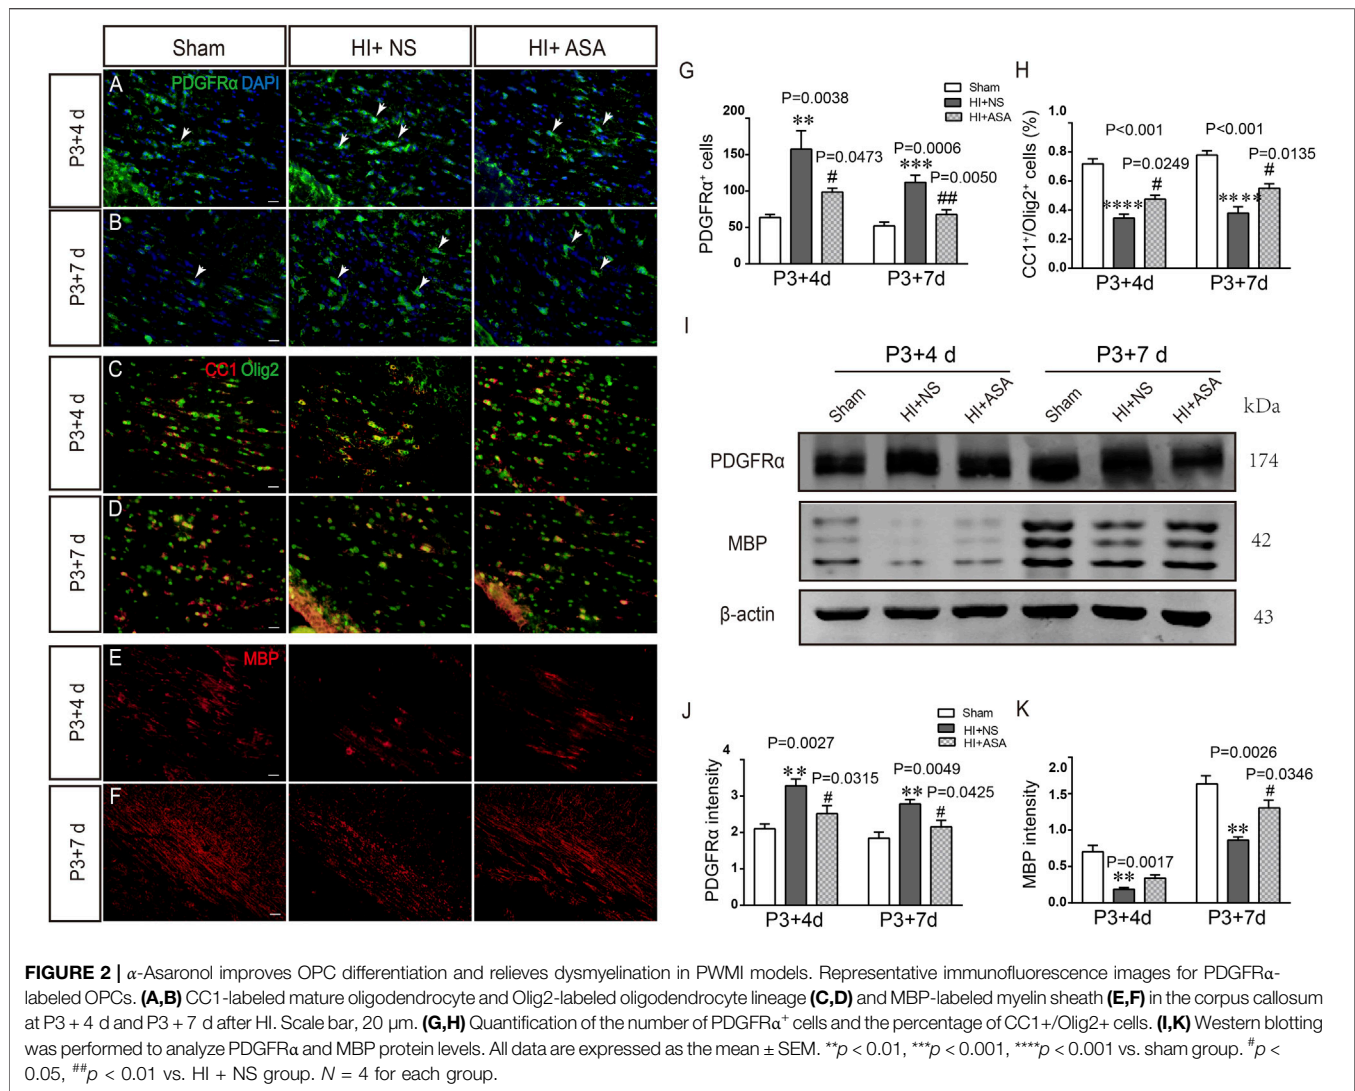 Sham HI+ NS HI+ ASA
P3+4 d
A PDGFRα DAPI
P3+7 d
B
P3+4 d
C CC1 Olig2
P3+7 d
D
P3+4 d
E MBP
P3+7 d
F
G
Sham
HI+NS
HI+ASA
PDGFRα⁺ cells
200
150
100
50
0
P=0.0038
**
P=0.0473
#
P=0.0006
***
P=0.0050
##
P3+4d P3+7d
H
CC1⁺/Olig2⁺ cells (%)
1.0
0.8
0.6
0.4
0.2
0.0
P<0.001
****
P=0.0249
#
P<0.001
****
P=0.0135
#
P3+4d P3+7d
I
P3+4 d P3+7 d
Sham HI+NS HI+ASA Sham HI+NS HI+ASA kDa
PDGFRα 174
MBP 42
β-actin 43
J
Sham
HI+NS
HI+ASA
PDGFRα intensity
4
3
2
1
0
P=0.0027
**
P=0.0315
#
P=0.0049
**
P=0.0425
#
P3+4d P3+7d
K
MBP intensity
2.0
1.5
1.0
0.5
0.0
P=0.0017
**
P=0.0026
**
P=0.0346
#
P3+4d P3+7d
FIGURE 2 | α-Asaronol improves OPC differentiation and relieves dysmyelination in PWMI models. Representative immunofluorescence images for PDGFRα-
labeled OPCs. (A,B) CC1-labeled mature oligodendrocyte and Olig2-labeled oligodendrocyte lineage (C,D) and MBP-labeled myelin sheath (E,F) in the corpus callosum
at P3 + 4 d and P3 + 7 d after HI. Scale bar, 20 μm. (G,H) Quantification of the number of PDGFRα⁺ cells and the percentage of CC1+/Olig2+ cells. (I,K) Western blotting
was performed to analyze PDGFRα and MBP protein levels. All data are expressed as the mean ± SEM. **p < 0.01, ***p < 0.001, ****p < 0.001 vs. sham group. #p <
0.05, ##p < 0.01 vs. HI + NS group. N = 4 for each group.